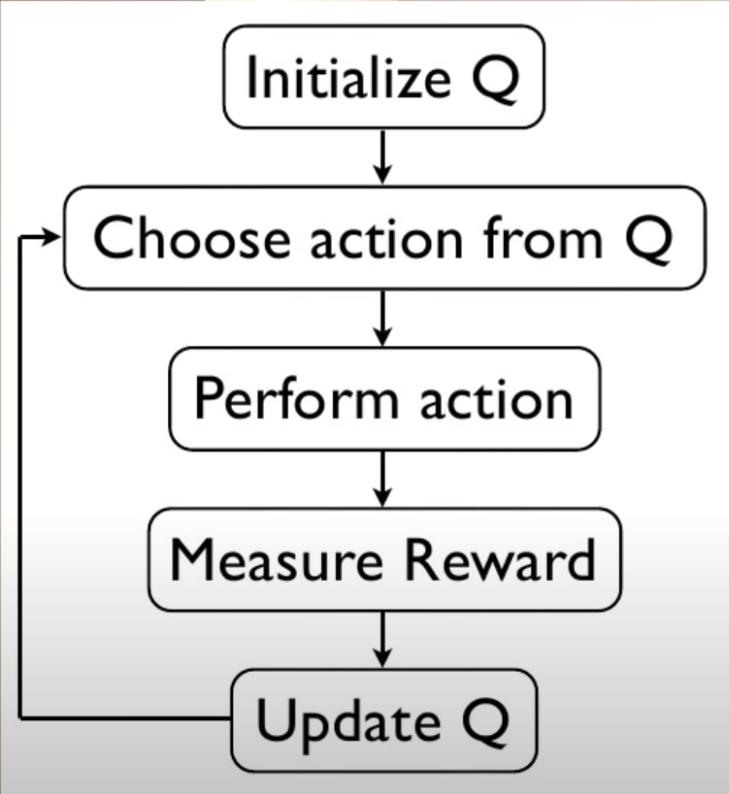 Initialize Q
Choose action from Q
Perform action
Measure Reward
Update Q